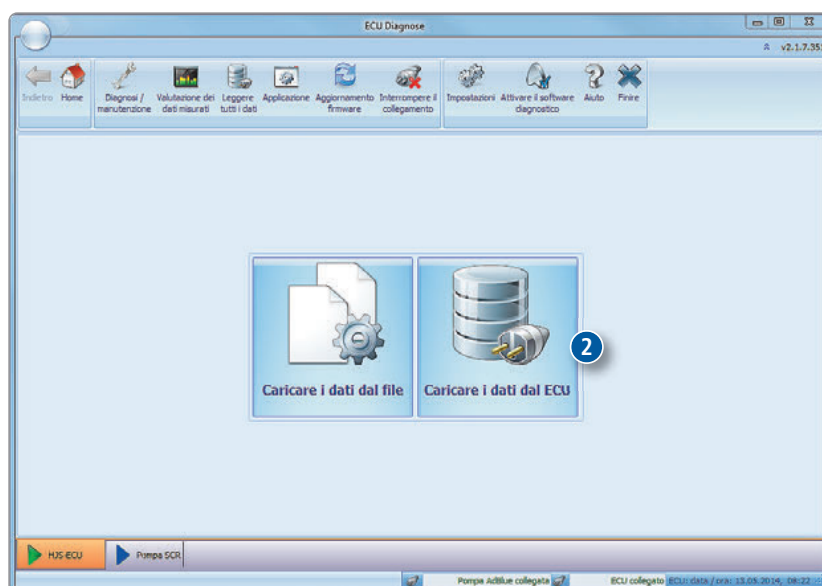 ECU Diagnose
v2.1.7.351
Indietro
Home
Diagnosi / manutenzione
Valutazione dei dati misurati
Leggere tutti i dati
Applicazione
Aggiornamento firmware
Interrompere il collegamento
Impostazioni
Attivare il software diagnostico
Aiuto
Finire
Caricare i dati dal file
Caricare i dati dal ECU
2
HJS-ECU
Pompa SCR
Pompa AdBlue collegata
ECU collegato
ECU: data / ora: 13.05.2014, 08:22